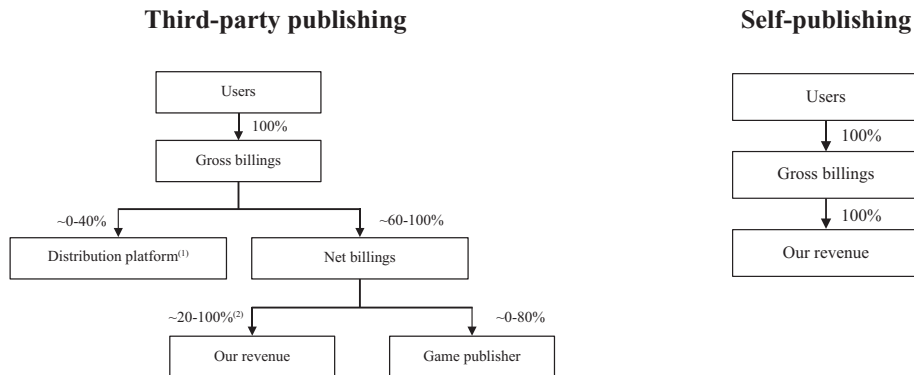 Third-party publishing
Users
100%
Gross billings
~0-40%
~60-100%
Distribution platform(1)
Net billings
~20-100%(2)
~0-80%
Our revenue
Game publisher
Self-publishing
Users
100%
Gross billings
100%
Our revenue